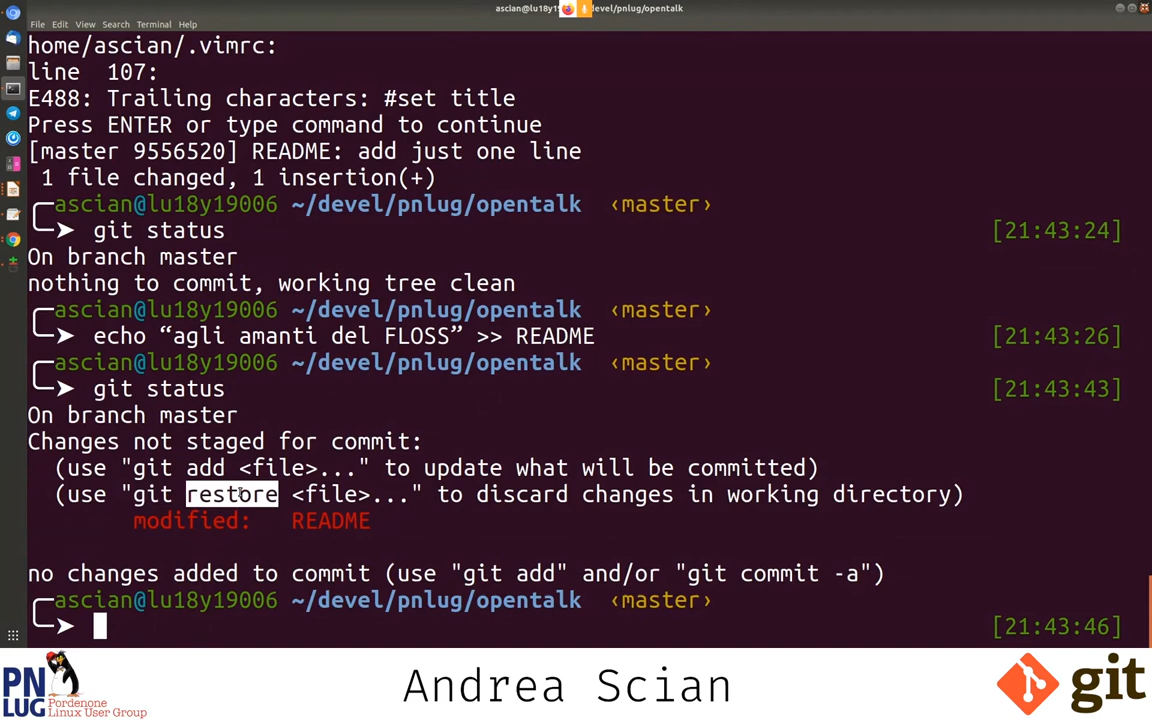 ascian@lu18y1 devel/pnlug/opentalk
File Edit View Search Terminal Help
home/ascian/.vimrc:
line  107:
E488: Trailing characters: #set title
Press ENTER or type command to continue
[master 9556520] README: add just one line
1 file changed, 1 insertion(+)
ascian@lu18y19006 ~/devel/pnlug/opentalk ‹master›
➤ git status [21:43:24]
On branch master
nothing to commit, working tree clean
ascian@lu18y19006 ~/devel/pnlug/opentalk ‹master›
➤ echo “agli amanti del FLOSS” >> README [21:43:26]
ascian@lu18y19006 ~/devel/pnlug/opentalk ‹master›
➤ git status [21:43:43]
On branch master
Changes not staged for commit:
(use "git add <file>..." to update what will be committed)
(use "git restore <file>..." to discard changes in working directory)
modified:   README
no changes added to commit (use "git add" and/or "git commit -a")
ascian@lu18y19006 ~/devel/pnlug/opentalk ‹master›
➤ [21:43:46]
PN
LUG
Pordenone
Linux User Group
Andrea Scian
git